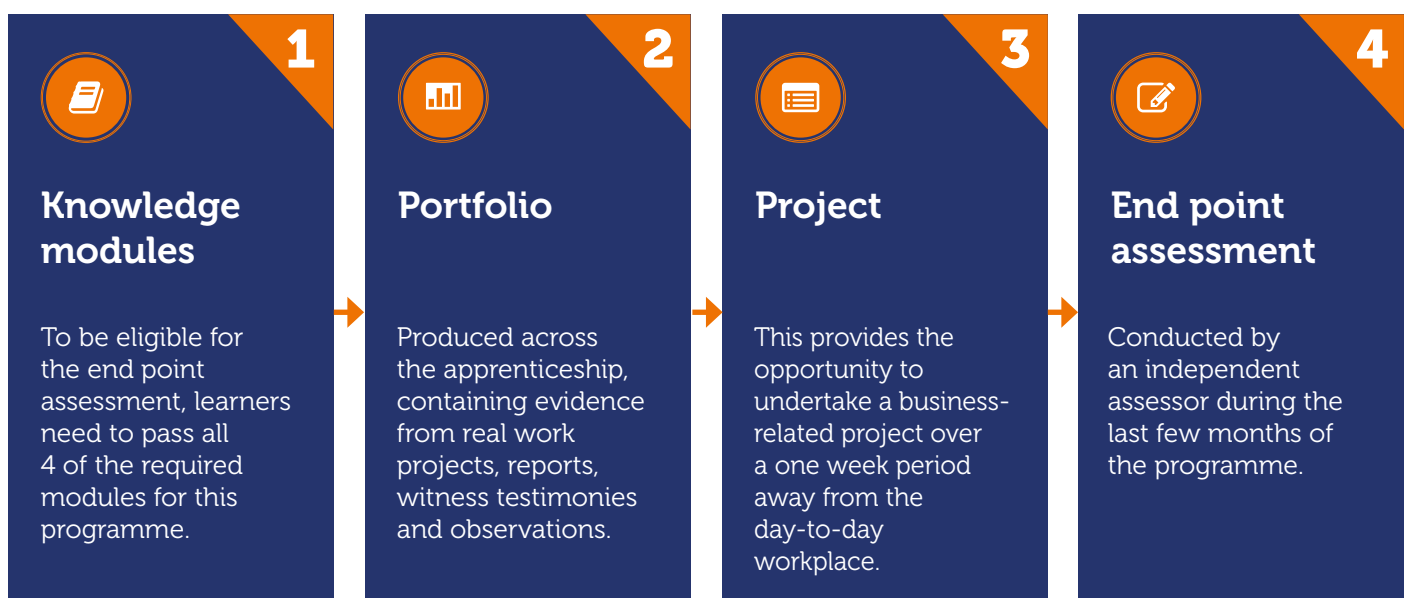 1
Knowledge
modules
To be eligible for
the end point
assessment, learners
need to pass all
4 of the required
modules for this
programme.
2
Portfolio
Produced across
the apprenticeship,
containing evidence
from real work
projects, reports,
witness testimonies
and observations.
3
Project
This provides the
opportunity to
undertake a business-
related project over
a one week period
away from the
day-to-day
workplace.
4
End point
assessment
Conducted by
an independent
assessor during the
last few months of
the programme.